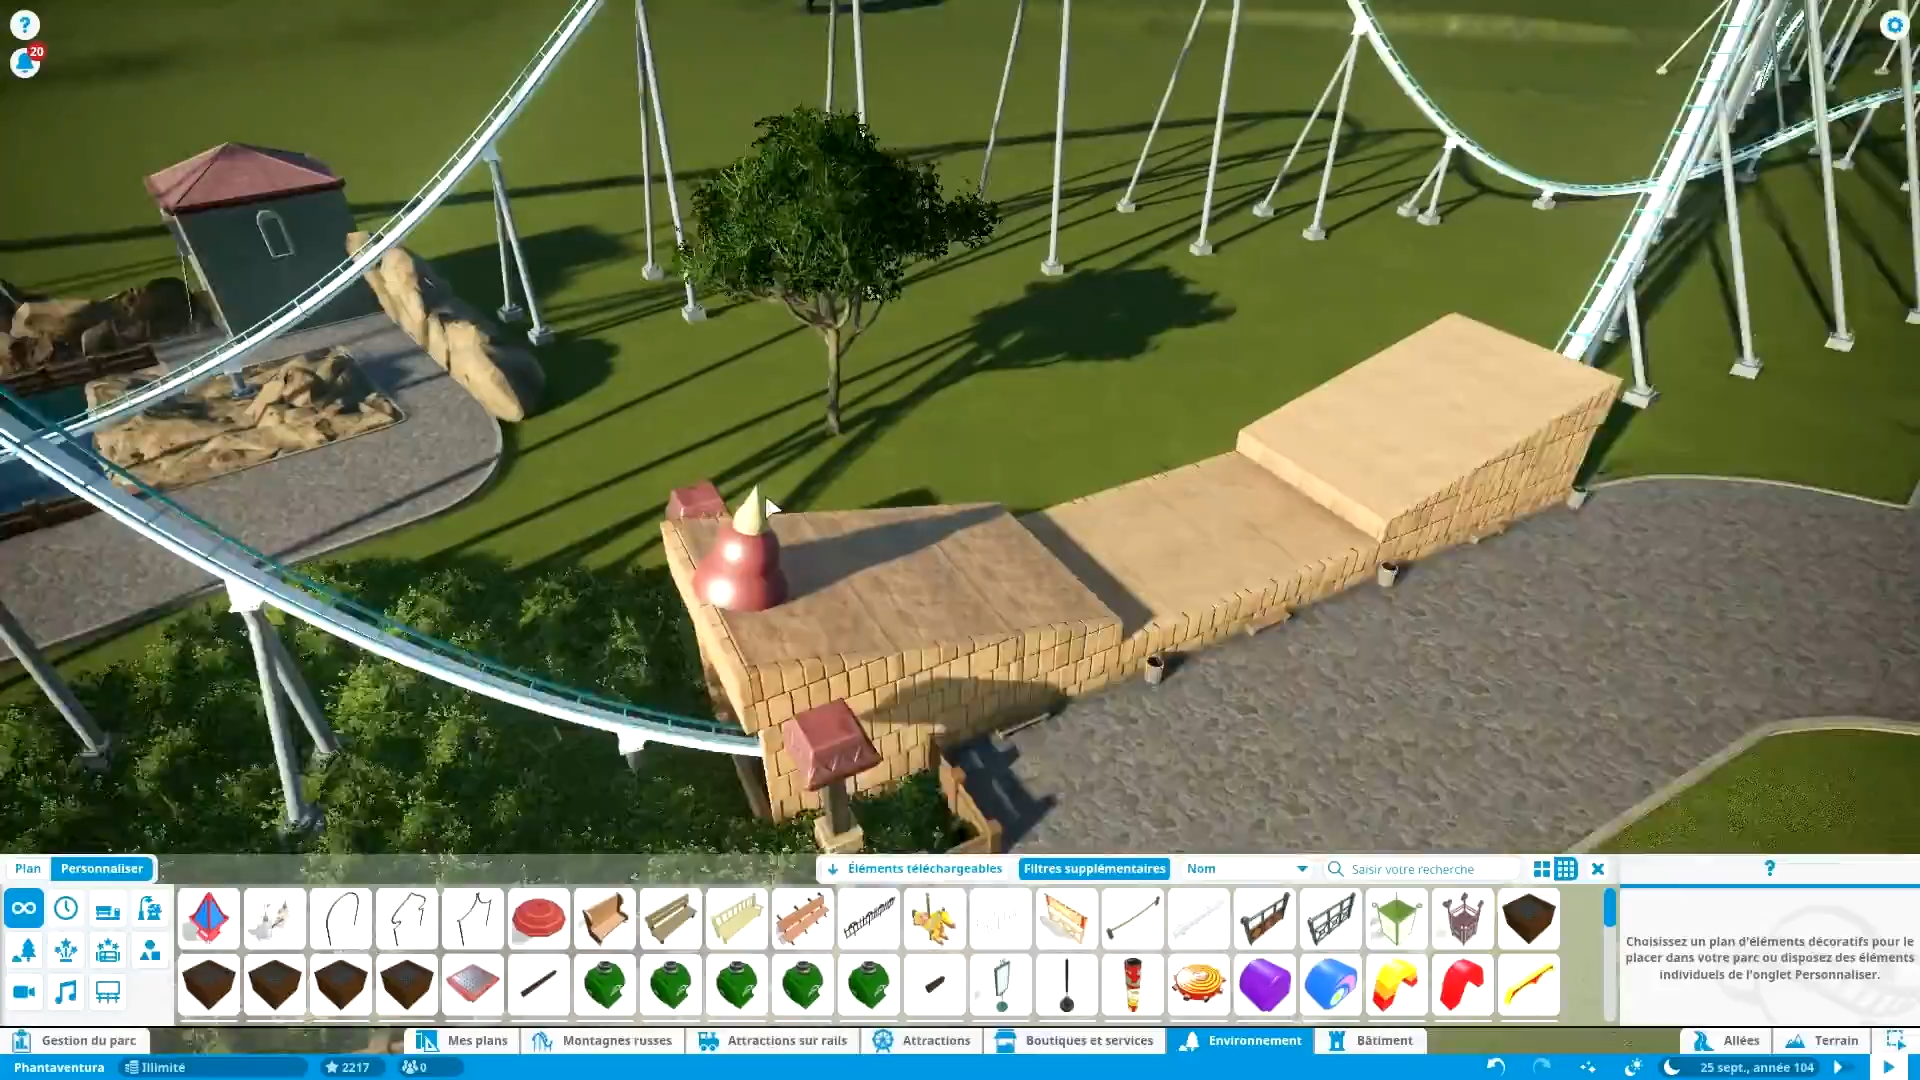 ?
20
Plan
Personnaliser
Éléments téléchargeables
Filtres supplémentaires
Nom
Saisir votre recherche
?
Choisissez un plan d'éléments décoratifs pour le
placer dans votre parc ou disposez des éléments
individuels de l'onglet Personnaliser.
Gestion du parc
Mes plans
Montagnes russes
Attractions sur rails
Attractions
Boutiques et services
Environnement
Bâtiment
Allées
Terrain
Phantaventura
Illimité
2217
0
25 sept., année 104